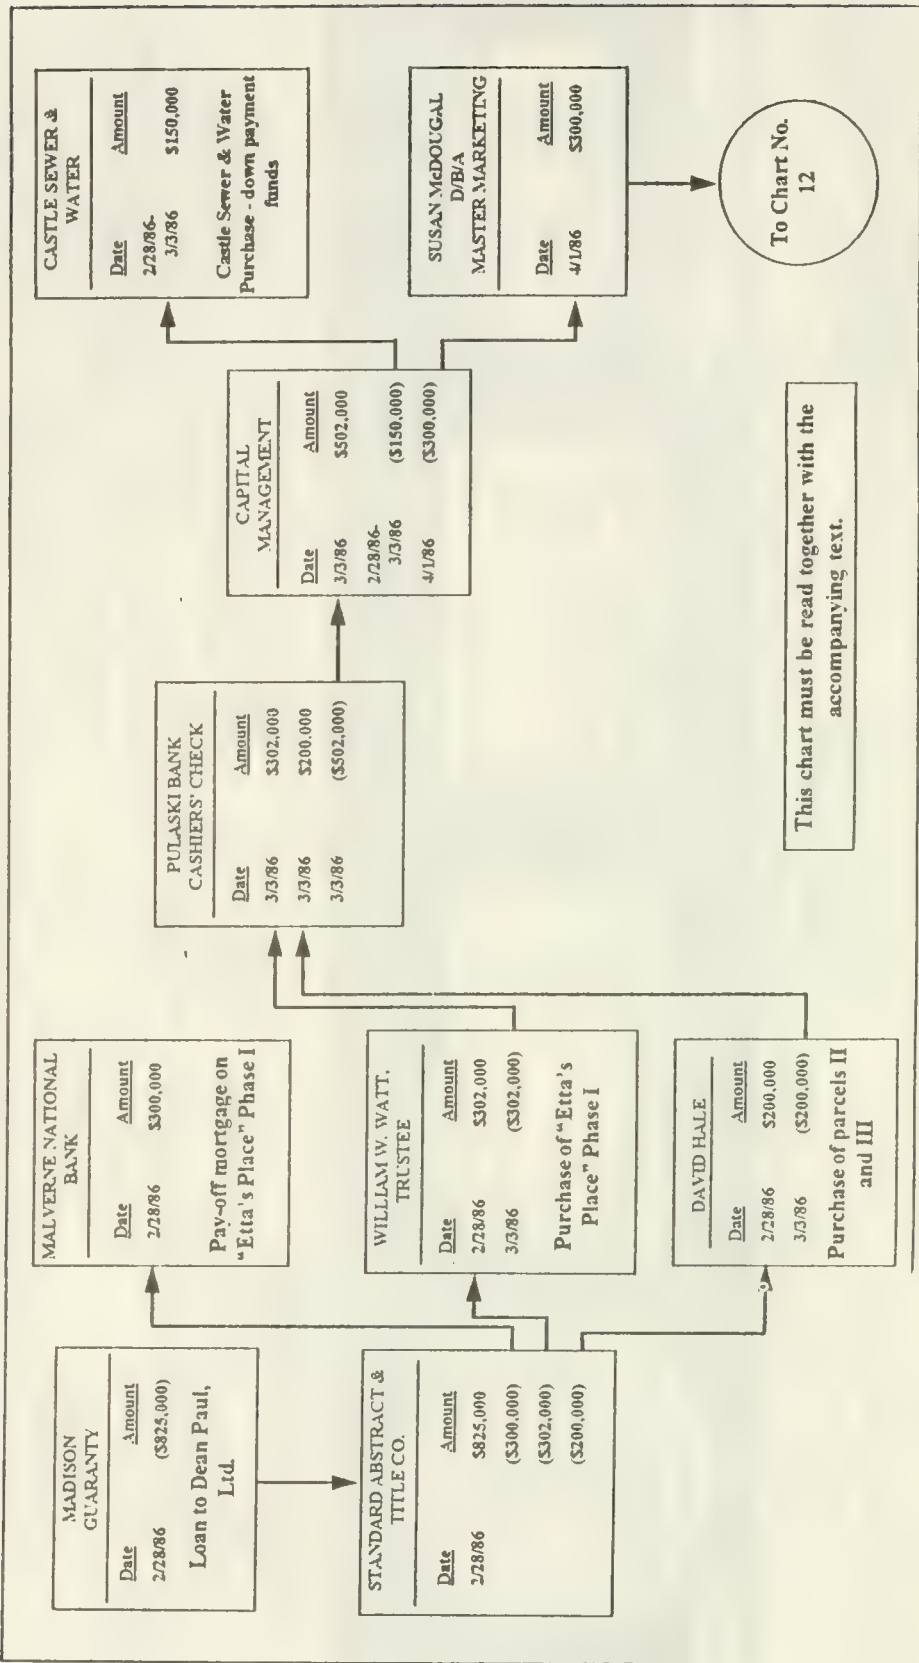 MADISON
GUARANTY
Date Amount
2/28/86 ($825,000)
Loan to Dean Paul,
Ltd.
STANDARD ABSTRACT &
TITLE CO.
Date Amount
2/28/86 $825,000
($300,000)
($302,000)
($200,000)
MALVERNE NATIONAL
BANK
Date Amount
2/28/86 $300,000
Pay-off mortgage on
"Etta's Place" Phase I
WILLIAM W. WATT.
TRUSTEE
Date Amount
2/28/86 $302,000
3/3/86 ($302,000)
Purchase of "Etta's
Place" Phase I
DAVID HALE
Date Amount
2/28/86 $200,000
3/3/86 ($200,000)
Purchase of parcels II
and III
PULASKI BANK
CASHIERS' CHECK
Date Amount
3/3/86 $302,000
3/3/86 $200.000
3/3/86 ($502,000)
CAPITAL
MANAGEMENT
Date Amount
3/3/86 $502,000
2/28/86-
3/3/86 ($150,000)
4/1/86 ($300,000)
CASTLE SEWER &
WATER
Date Amount
2/28/86-
3/3/86 $150,000
Castle Sewer & Water
Purchase - down payment
funds
SUSAN McDOUGAL
D/B/A
MASTER MARKETING
Date Amount
4/1/86 $300,000
To Chart No.
12
This chart must be read together with the
accompanying text.